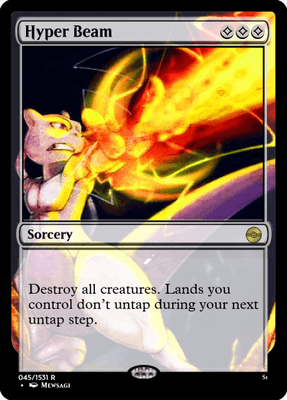 Hyper Beam
Sorcery
Destroy all creatures. Lands you
control don't untap during your next
untap step.
045/1531 R
• Mewsagi